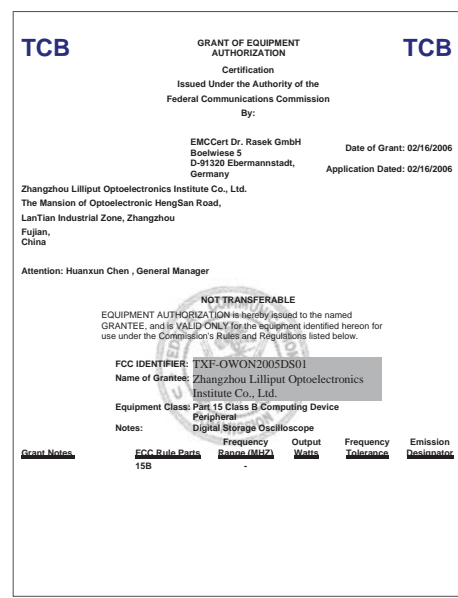 TCB
GRANT OF EQUIPMENT
AUTHORIZATION
TCB
Certification
Issued Under the Authority of the
Federal Communications Commission
By:
EMCCert Dr. Rasek GmbH
Boelwiese 5
D-91320 Ebermannstadt,
Germany
Date of Grant: 02/16/2006
Application Dated: 02/16/2006
Zhangzhou Lilliput Optoelectronics Institute Co., Ltd.
The Mansion of Optoelectronic HengSan Road,
LanTian Industrial Zone, Zhangzhou
Fujian,
China
Attention: Huanxun Chen , General Manager
NOT TRANSFERABLE
EQUIPMENT AUTHORIZATION is hereby issued to the named
GRANTEE, and is VALID ONLY for the equipment identified hereon for
use under the Commission's Rules and Regulations listed below.
FCC IDENTIFIER: TXF-OWON2005DS01
Name of Grantee: Zhangzhou Lilliput Optoelectronics
Institute Co., Ltd.
Equipment Class: Part 15 Class B Computing Device
Peripheral
Notes: Digital Storage Oscilloscope
Grant Notes FCC Rule Parts Frequency Range (MHZ) Output Watts Frequency Tolerance Emission Designator
15B -